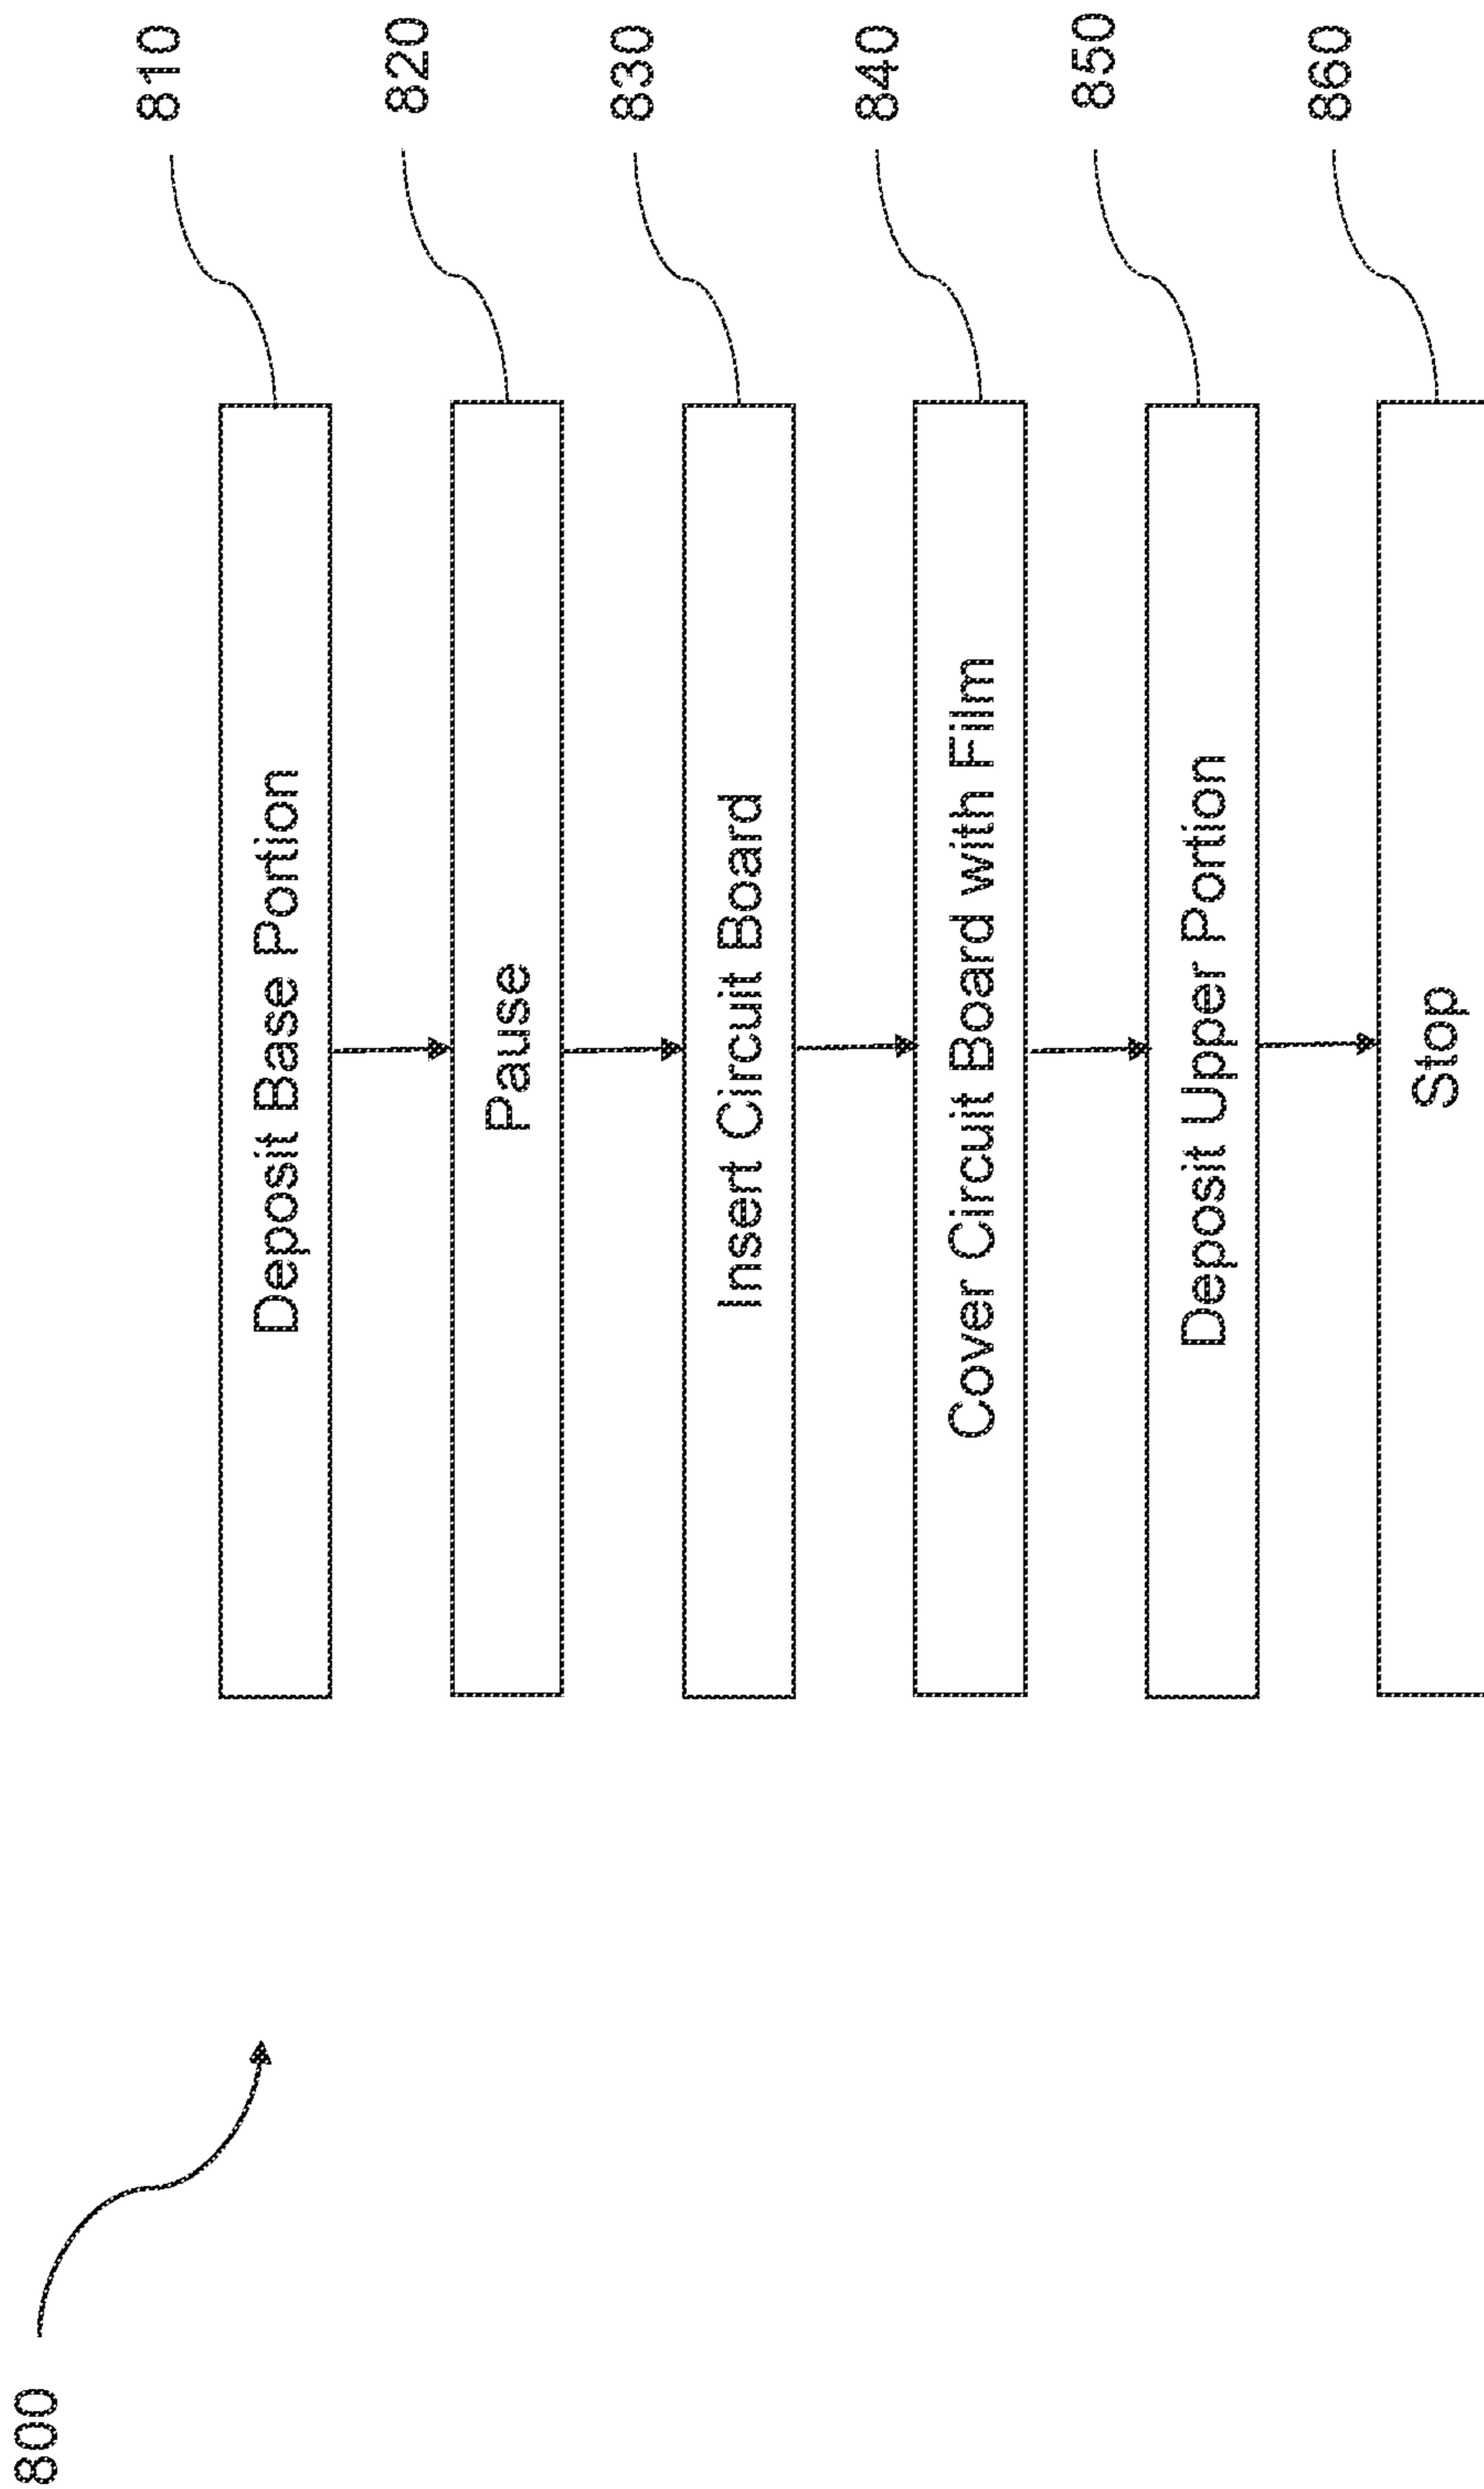 800
810
Deposit Base Portion
820
Pause
830
Insert Circuit Board
840
Cover Circuit Board with Film
850
Deposit Upper Portion
860
Stop